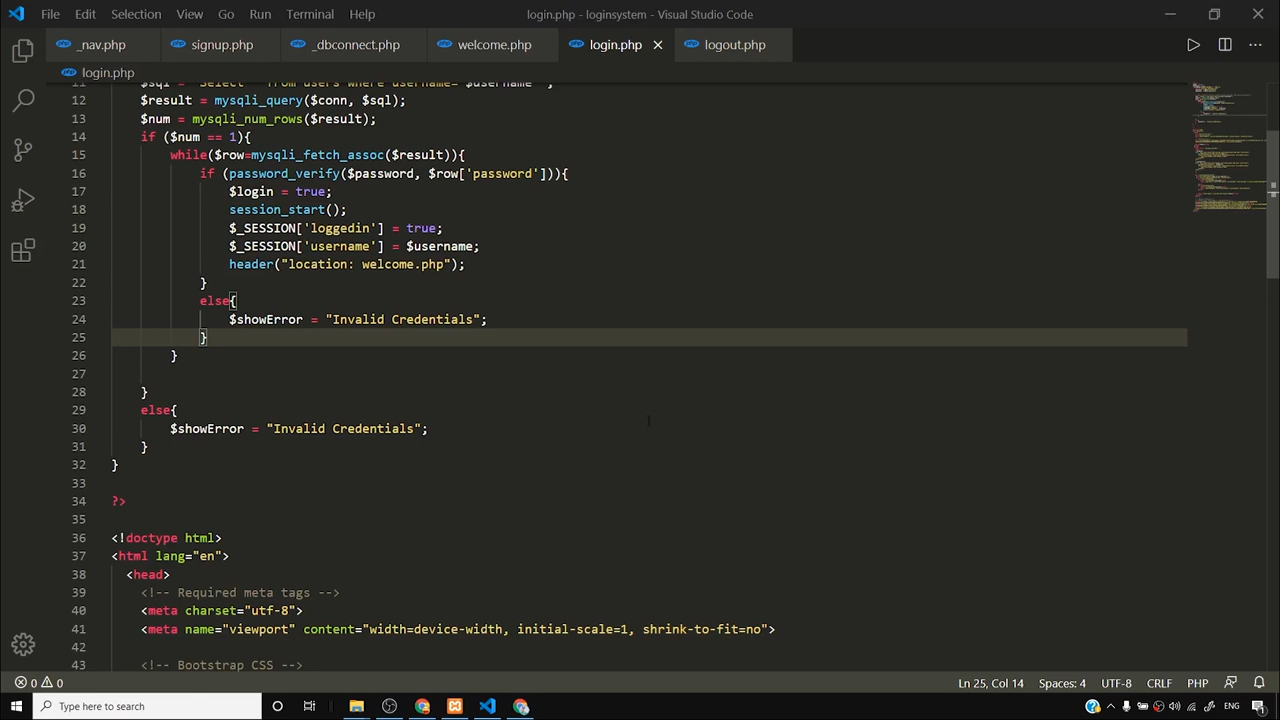 File Edit Selection View Go Run Terminal Help
login.php - loginsystem - Visual Studio Code
_nav.php signup.php _dbconnect.php welcome.php login.php logout.php
login.php
12 $result = mysqli_query($conn, $sql);
13 $num = mysqli_num_rows($result);
14 if ($num == 1){
15 while($row=mysqli_fetch_assoc($result)){
16 if (password_verify($password, $row['password'])){
17 $login = true;
18 session_start();
19 $_SESSION['loggedin'] = true;
20 $_SESSION['username'] = $username;
21 header("location: welcome.php");
22 }
23 else{
24 $showError = "Invalid Credentials";
25 }
26 }
27
28 }
29 else{
30 $showError = "Invalid Credentials";
31 }
32 }
33
34 ?>
35
36 <!doctype html>
37 <html lang="en">
38 <head>
39 <!-- Required meta tags -->
40 <meta charset="utf-8">
41 <meta name="viewport" content="width=device-width, initial-scale=1, shrink-to-fit=no">
42
43 <!-- Bootstrap CSS -->
0 0 Ln 25, Col 14 Spaces: 4 UTF-8 CRLF PHP
Type here to search ENG